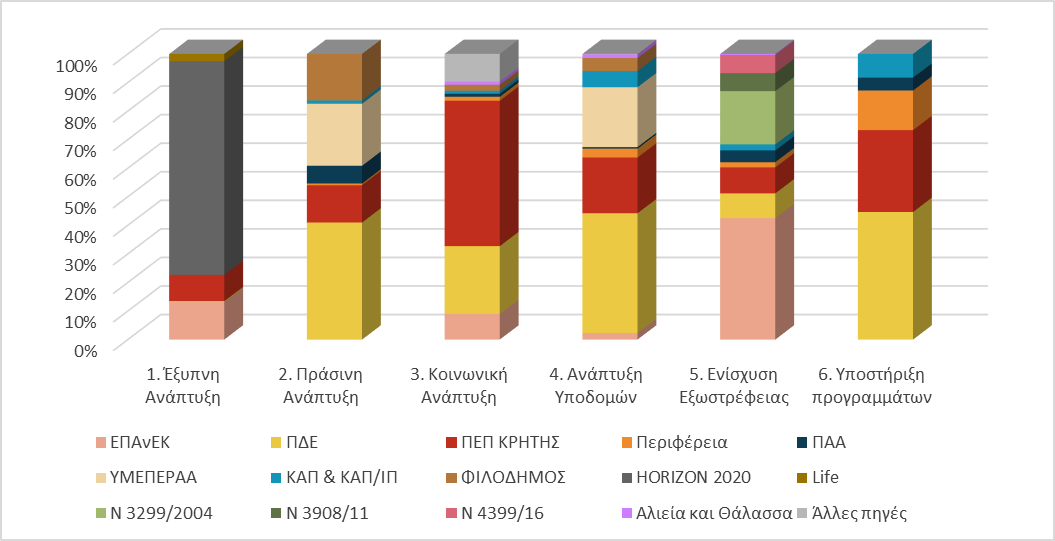 100%
90%
80%
70%
60%
50%
40%
30%
20%
10%
0%
1. Έξυπνη
Ανάπτυξη
2. Πράσινη
Ανάπτυξη
3. Κοινωνική
Ανάπτυξη
4. Ανάπτυξη
Υποδομών
5. Ενίσχυση
Εξωστρέφειας
6. Υποστήριξη
προγραμμάτων
ΕΠΑνΕΚ
ΠΔΕ
ΠΕΠ ΚΡΗΤΗΣ
Περιφέρεια
ΠΑΑ
ΥΜΕΠΕΡΑΑ
ΚΑΠ & ΚΑΠ/ΙΠ
ΦΙΛΟΔΗΜΟΣ
HORIZON 2020
Life
Ν 3299/2004
Ν 3908/11
Ν 4399/16
Αλιεία και Θάλασσα
Άλλες πηγές